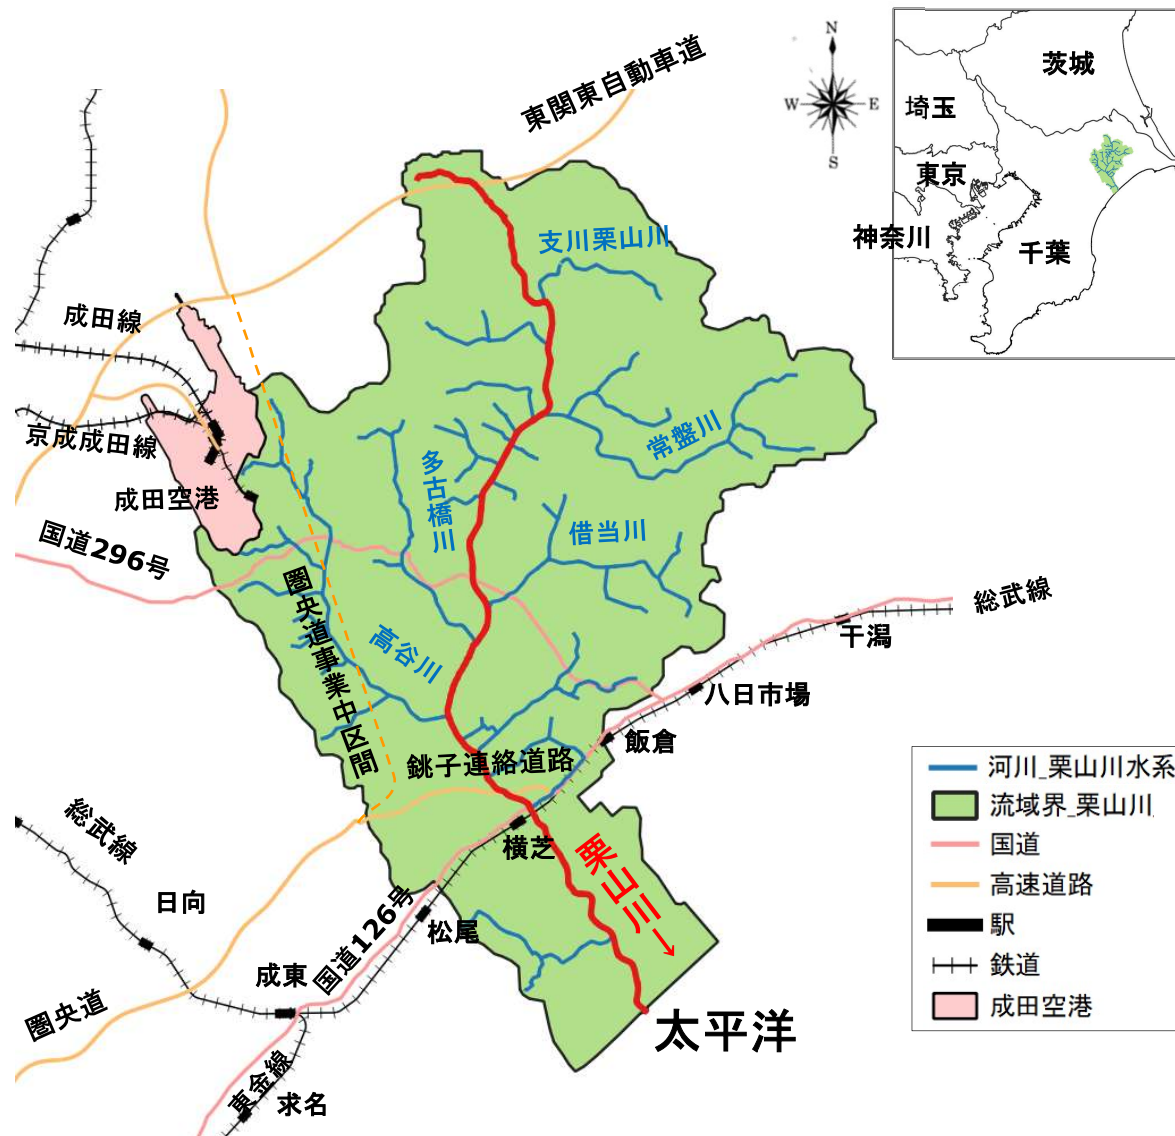 東関東自動車道
N
W
E
S
茨城
埼玉
東京
神奈川
千葉
支川栗山川
成田線
京成成田線
成田空港
常盤川
多古橋川
借当川
国道296号
圏央道事業中区間
高谷川
総武線
干潟
八日市場
飯倉
銚子連絡道路
横芝
栗山川→
総武線
日向
松尾
国道126号
成東
圏央道
太平洋
東金線
求名
河川_栗山川水系
流域界_栗山川
国道
高速道路
駅
鉄道
成田空港